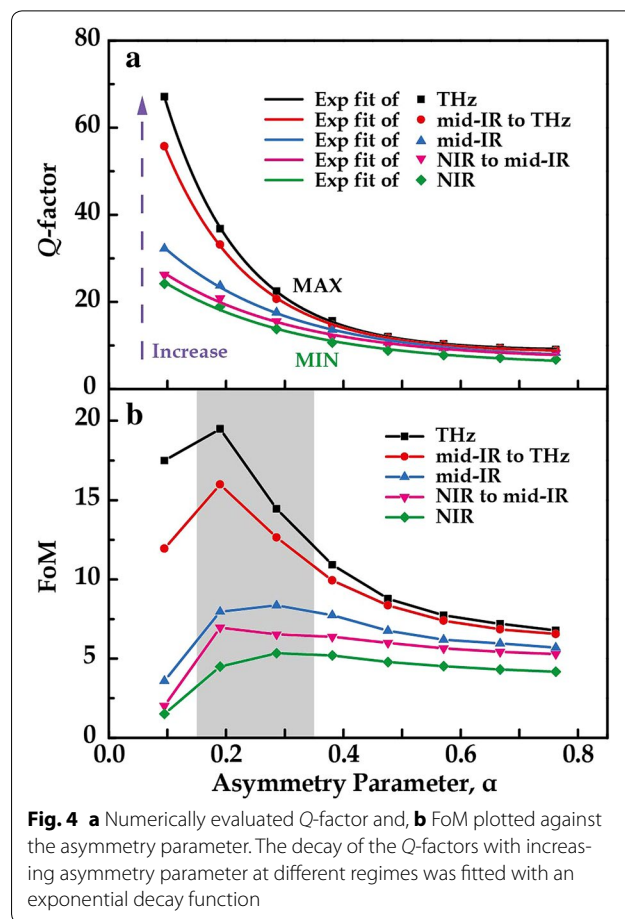 a
Q-factor
80
60
40
20
0
Exp fit of THz
Exp fit of mid-IR to THz
Exp fit of mid-IR
Exp fit of NIR to mid-IR
Exp fit of NIR
MAX
MIN
Increase
b
FoM
20
15
10
5
0
THz
mid-IR to THz
mid-IR
NIR to mid-IR
NIR
0.0 0.2 0.4 0.6 0.8
Asymmetry Parameter, α
Fig. 4 a Numerically evaluated Q-factor and, b FoM plotted against
the asymmetry parameter. The decay of the Q-factors with increas-
ing asymmetry parameter at different regimes was fitted with an
exponential decay function